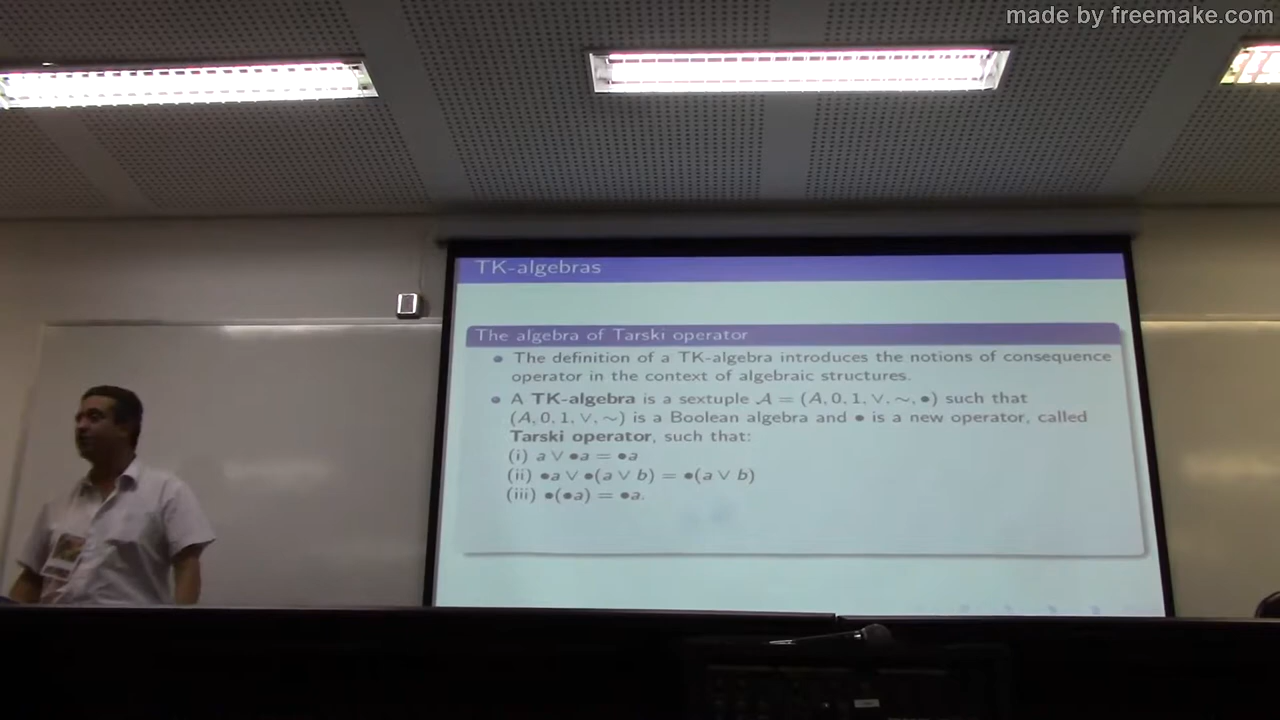 made by freemake.com
TK-algebras
The algebra of Tarski operator
• The definition of a TK-algebra introduces the notions of consequence
operator in the context of algebraic structures.
• A TK-algebra is a sextuple 𝒜 = (A, 0, 1, ∨, ∼, •) such that
(A, 0, 1, ∨, ∼) is a Boolean algebra and • is a new operator, called
Tarski operator, such that:
(i) a ∨ •a = •a
(ii) •a ∨ •(a ∨ b) = •(a ∨ b)
(iii) •(•a) = •a.